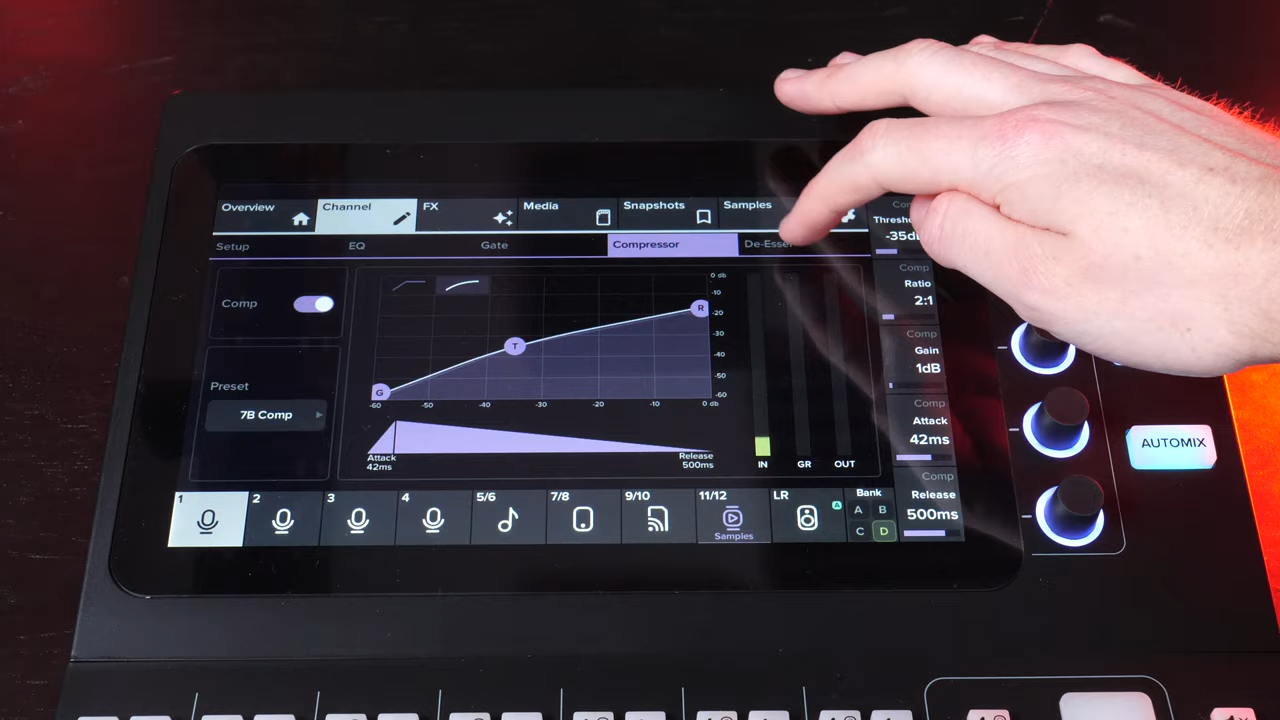 Overview
Channel
FX
Media
Snapshots
Samples
Setup
EQ
Gate
Compressor
De-Esser
Comp
Preset
7B Comp
G
T
R
0 db
-10
-20
-30
-40
-50
-60
-60
-50
-40
-30
-20
-10
0 db
Attack
42ms
Release
500ms
IN
GR
OUT
Comp
Ratio
2:1
Comp
Gain
1dB
Comp
Attack
42ms
Comp
Release
500ms
1
2
3
4
5/6
7/8
9/10
11/12
Samples
LR
A
Bank
A
B
C
D
AUTOMIX